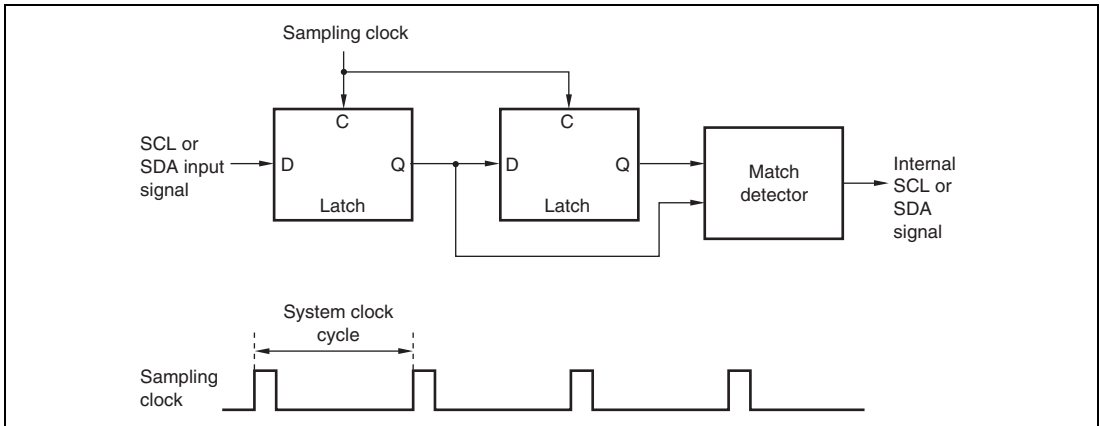 Sampling clock
C
C
SCL or
SDA input
signal
D
Q
D
Q
Latch
Latch
Match
detector
Internal
SCL or
SDA
signal
System clock
cycle
Sampling
clock